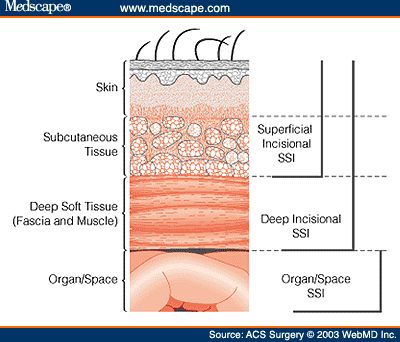 Medscape® www.medscape.com
Skin
Subcutaneous
Tissue
Superficial
Incisional
SSI
Deep Soft Tissue
(Fascia and Muscle)
Deep Incisional
SSI
Organ/Space
Organ/Space
SSI
Source: ACS Surgery © 2003 WebMD Inc.